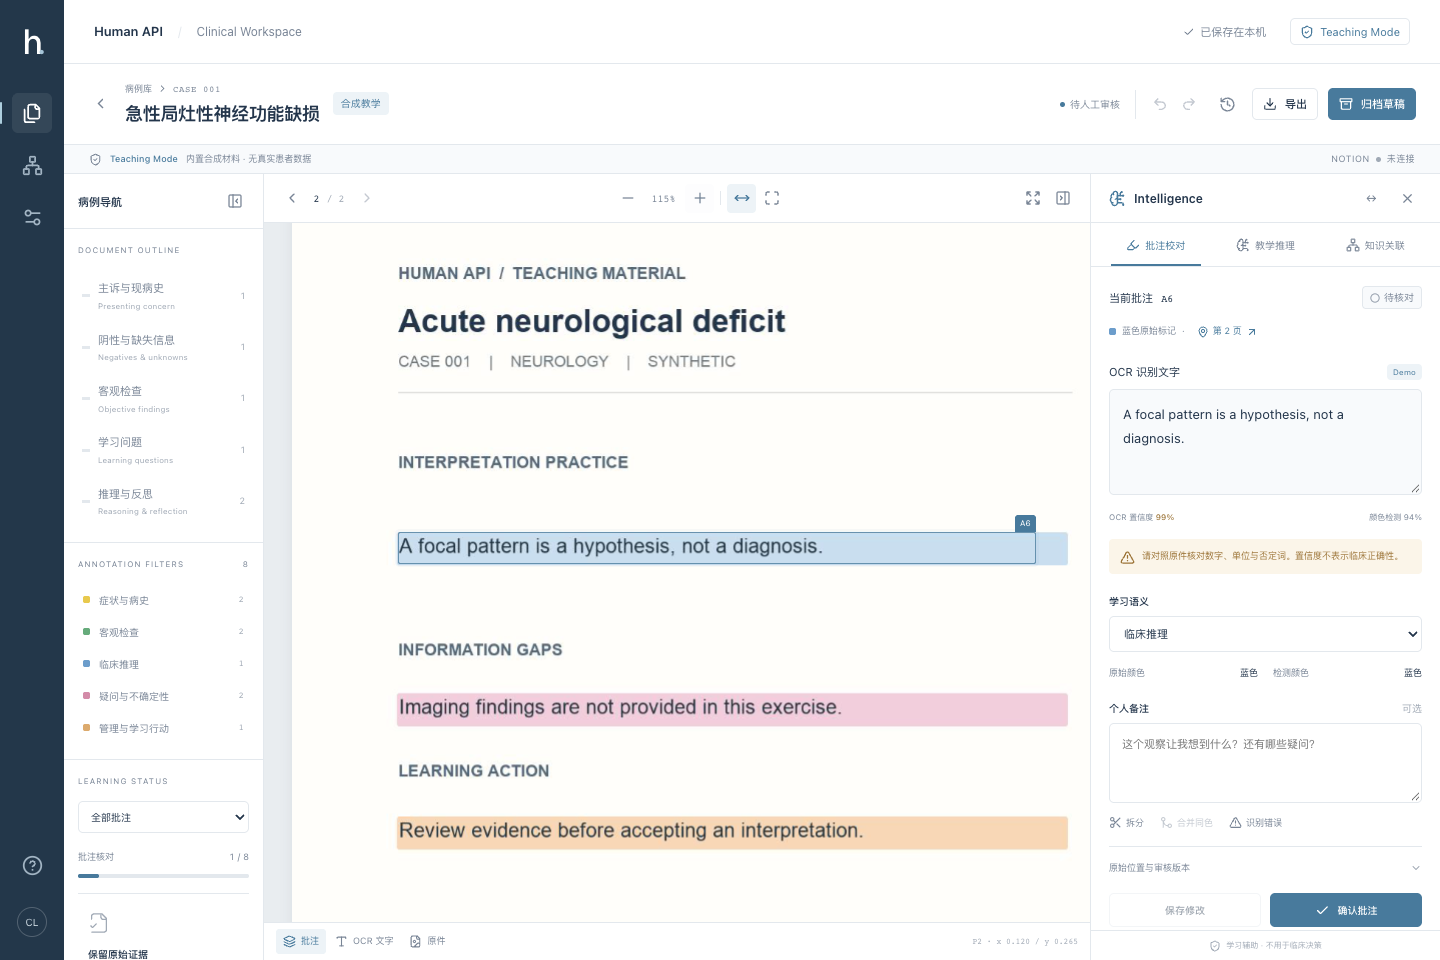 h.
Human API / Clinical Workspace
已保存在本机
Teaching Mode
病例库 > CASE 001
急性局灶性神经功能缺损
合成教学
待人工审核
导出
归档草稿
Teaching Mode 内置合成材料 · 无真实患者数据
NOTION 未连接
病例导航
DOCUMENT OUTLINE
主诉与现病史 1
Presenting concern
阴性与缺失信息 1
Negatives & unknowns
客观检查 1
Objective findings
学习问题 1
Learning questions
推理与反思 2
Reasoning & reflection
ANNOTATION FILTERS 8
症状与病史 2
客观检查 2
临床推理 1
疑问与不确定性 2
管理与学习行动 1
LEARNING STATUS
全部批注
批注核对 1 / 8
保留原始证据
CL
2 / 2
115%
HUMAN API / TEACHING MATERIAL
Acute neurological deficit
CASE 001 | NEUROLOGY | SYNTHETIC
INTERPRETATION PRACTICE
A6
A focal pattern is a hypothesis, not a diagnosis.
INFORMATION GAPS
Imaging findings are not provided in this exercise.
LEARNING ACTION
Review evidence before accepting an interpretation.
批注
OCR 文字
原件
P2 · x 0.120 / y 0.265
Intelligence
批注校对
教学推理
知识关联
当前批注 A6
待核对
蓝色原始标记 · 第 2 页
OCR 识别文字
Demo
A focal pattern is a hypothesis, not a
diagnosis.
OCR 置信度 99%
颜色检测 94%
请对照原件核对数字、单位与否定词。置信度不表示临床正确性。
学习语义
临床推理
原始颜色 蓝色 检测颜色 蓝色
个人备注 可选
这个观察让我想到什么？还有哪些疑问？
拆分
合并同色
识别错误
原始位置与审核版本
保存修改
确认批注
学习辅助 · 不用于临床决策